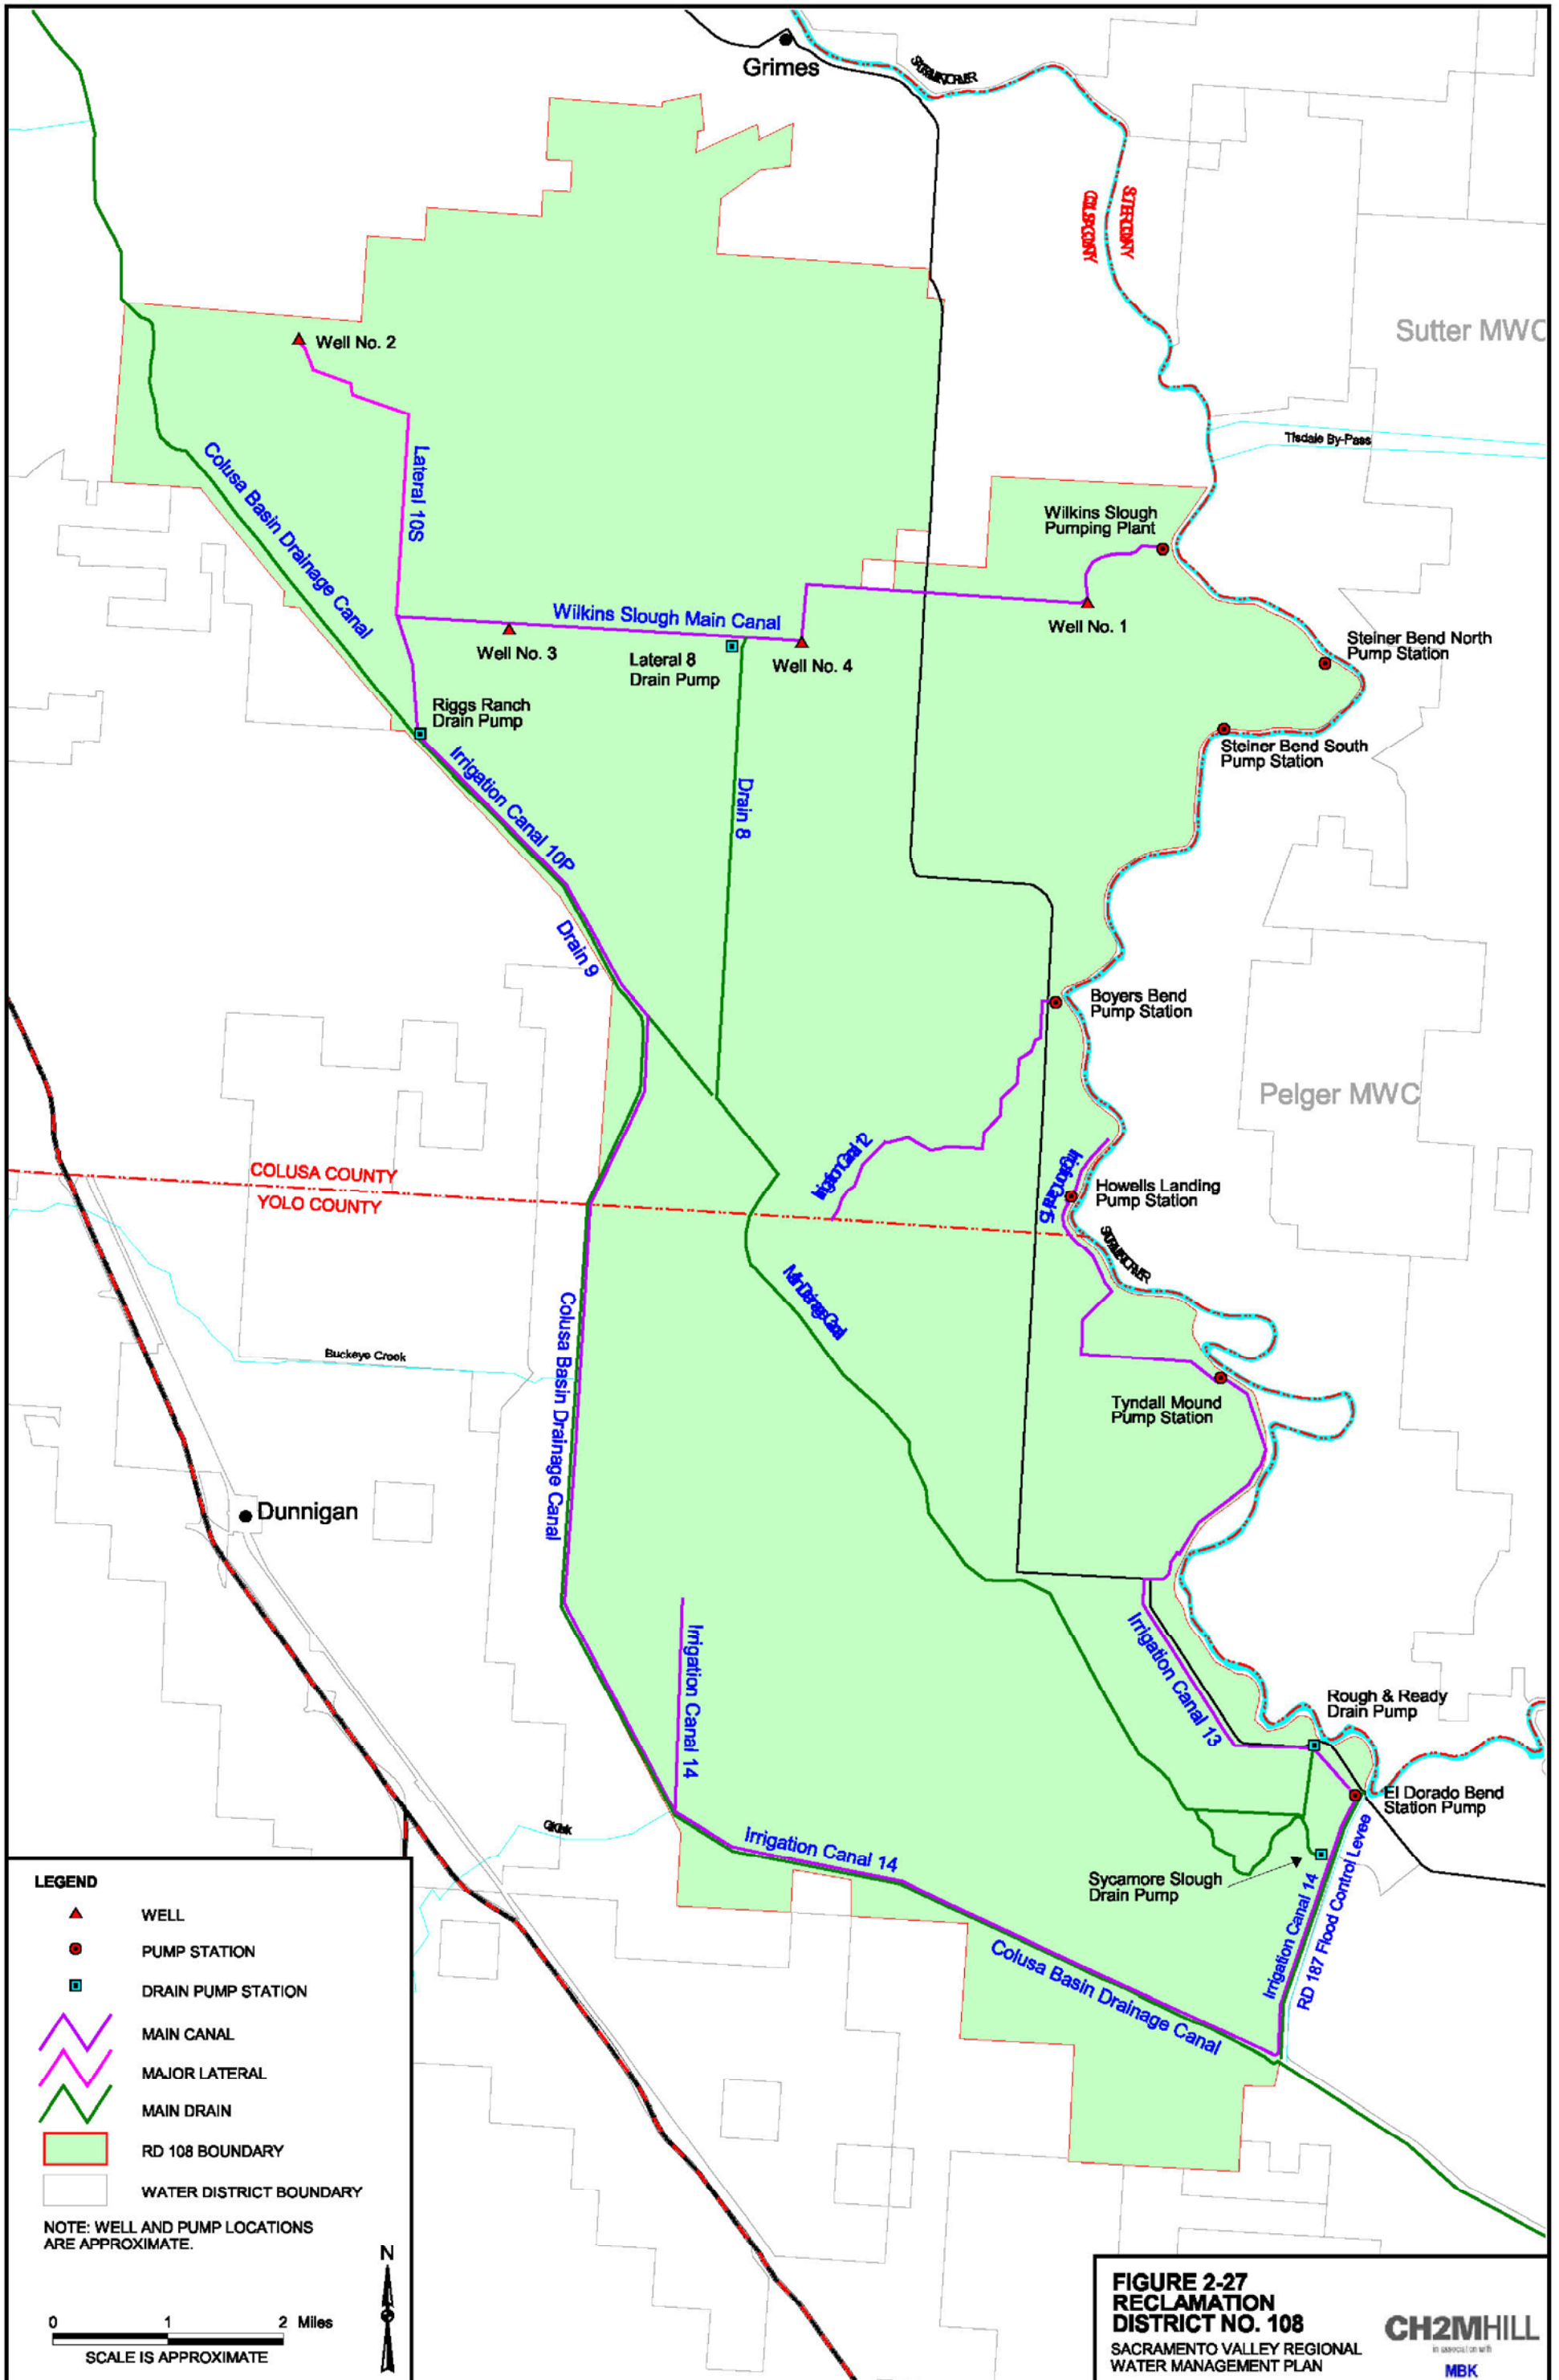 Grimes
Sutter MWC
Well No. 2
Tisdale By-Pass
Colusa Basin Drainage Canal
Lateral 10S
Wilkins Slough
Pumping Plant
Wilkins Slough Main Canal
Well No. 1
Well No. 3
Lateral 8
Drain Pump
Well No. 4
Steiner Bend North
Pump Station
Riggs Ranch
Drain Pump
Steiner Bend South
Pump Station
Irrigation Canal 10P
Drain 8
Drain 9
Boyers Bend
Pump Station
Pelger MWC
COLUSA COUNTY
YOLO COUNTY
Howells Landing
Pump Station
Colusa Basin Drainage Canal
Buckeye Creek
Tyndall Mound
Pump Station
Dunnigan
Irrigation Canal 14
Irrigation Canal 13
Rough & Ready
Drain Pump
El Dorado Bend
Station Pump
Irrigation Canal 14
Sycamore Slough
Drain Pump
Irrigation Canal 14
RD 187 Flood Control Levee
Colusa Basin Drainage Canal
LEGEND
WELL
PUMP STATION
DRAIN PUMP STATION
MAIN CANAL
MAJOR LATERAL
MAIN DRAIN
RD 108 BOUNDARY
WATER DISTRICT BOUNDARY
NOTE: WELL AND PUMP LOCATIONS
ARE APPROXIMATE.
N
0 1 2 Miles
SCALE IS APPROXIMATE
FIGURE 2-27
RECLAMATION
DISTRICT NO. 108
SACRAMENTO VALLEY REGIONAL
WATER MANAGEMENT PLAN
CH2MHILL
in association with
MBK